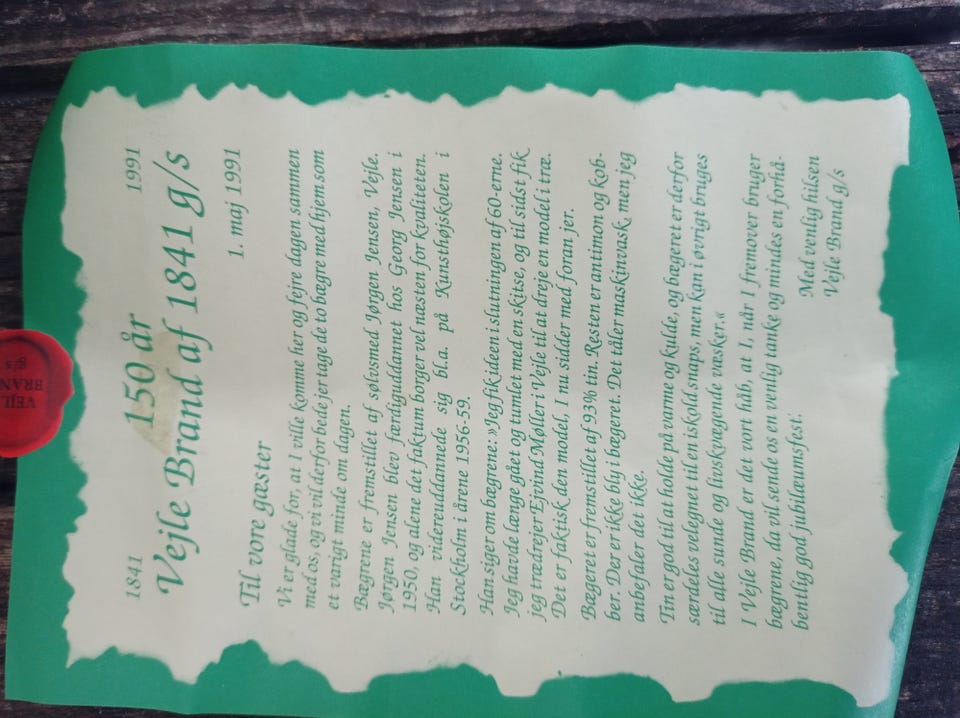 1841 1991
150 år
Vejle Brand af 1841 g/s
1. maj 1991
Til vore gæster
Vi er glade for, at I ville komme her og fejre dagen sammen
med os, og vi vil derfor bede jer tage de to bægre med hjem som
et varigt minde om dagen.
Bægrene er fremstillet af sølvsmed Jørgen Jensen, Vejle.
Jørgen Jensen blev færdiguddannet hos Georg Jensen i
1950, og alene det faktum borger vel næsten for kvaliteten.
Han videreuddannede sig bl.a. på Kunsthøjskolen i
Stockholm i årene 1956-59.
Han siger om bægrene: »Jeg fik ideen i slutningen af 60-erne.
Jeg havde længe gået og tumlet med en skitse, og til sidst fik
jeg trædrejer Ejvind Møller i Vejle til at dreje en model i træ.
Det er faktisk den model, I nu sidder med foran jer.
Bægeret er fremstillet af 93% tin. Resten er antimon og kob-
ber. Der er ikke bly i bægeret. Det tåler maskinvask, men jeg
anbefaler det ikke.
Tin er god til at holde på varme og kulde, og bægeret er derfor
særdeles velegnet til en iskold snaps, men kan i øvrigt bruges
til alle sunde og livskvægende væsker.«
I Vejle Brand er det vort håb, at I, når I fremover bruger
bægrene, da vil sende os en venlig tanke og mindes en forhå-
bentlig god jubilæumsfest.
Med venlig hilsen
Vejle Brand g/s
VEJL
BRAN
g/s